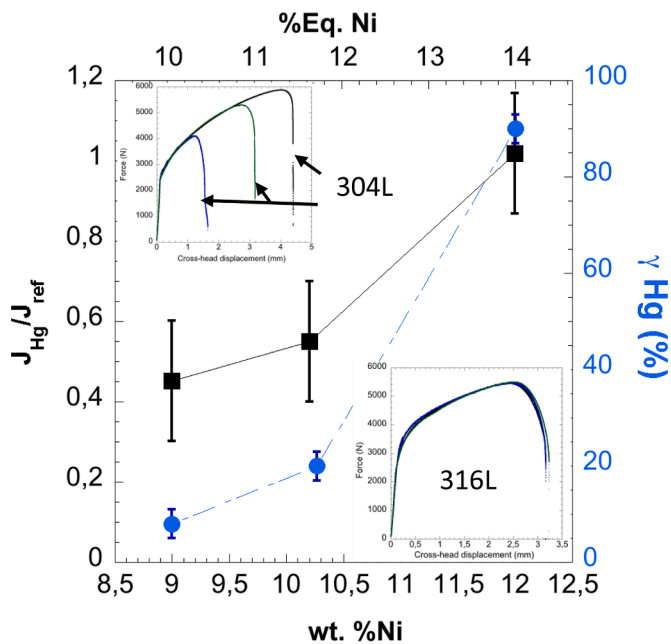 %Eq. Ni
10 11 12 13 14
1,2
1
0,8
0,6
0,4
0,2
0
J_Hg/J_ref
100
80
60
40
20
0
γ Hg (%)
6000
5000
4000
3000
2000
1000
0
Force (N)
0 1 2 3 4 5
Cross-head displacement (mm)
304L
6000
5000
4000
3000
2000
1000
0
Force (N)
0 0,5 1 1,5 2 2,5 3 3,5
Cross-head displacement (mm)
316L
8,5 9 9,5 10 10,5 11 11,5 12 12,5
wt. %Ni